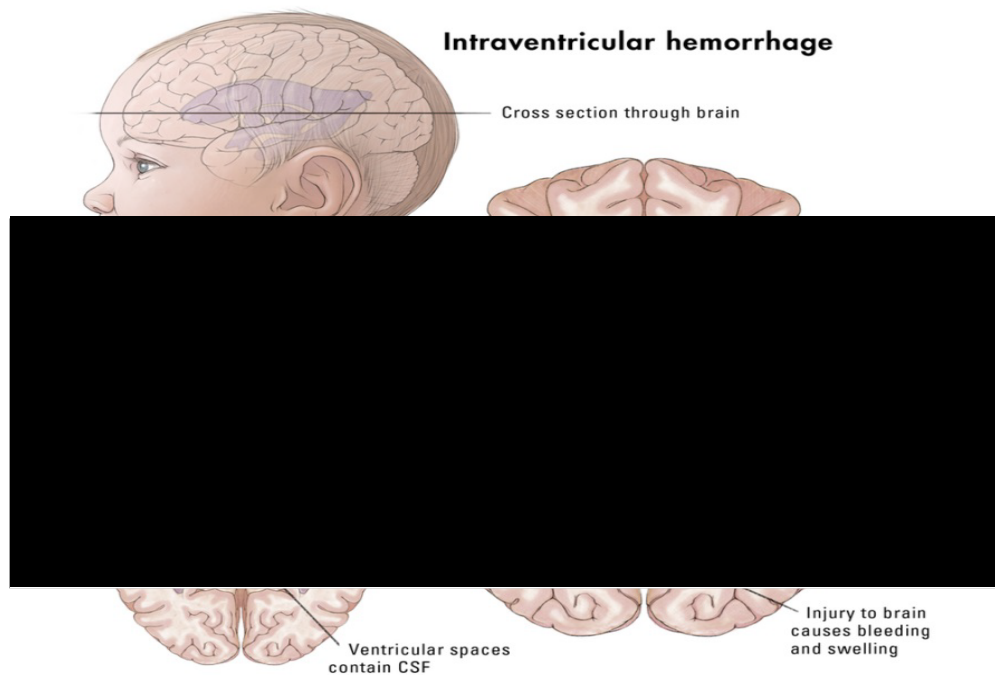 Intraventricular hemorrhage
Cross section through brain
Injury to brain
causes bleeding
and swelling
Ventricular spaces
contain CSF